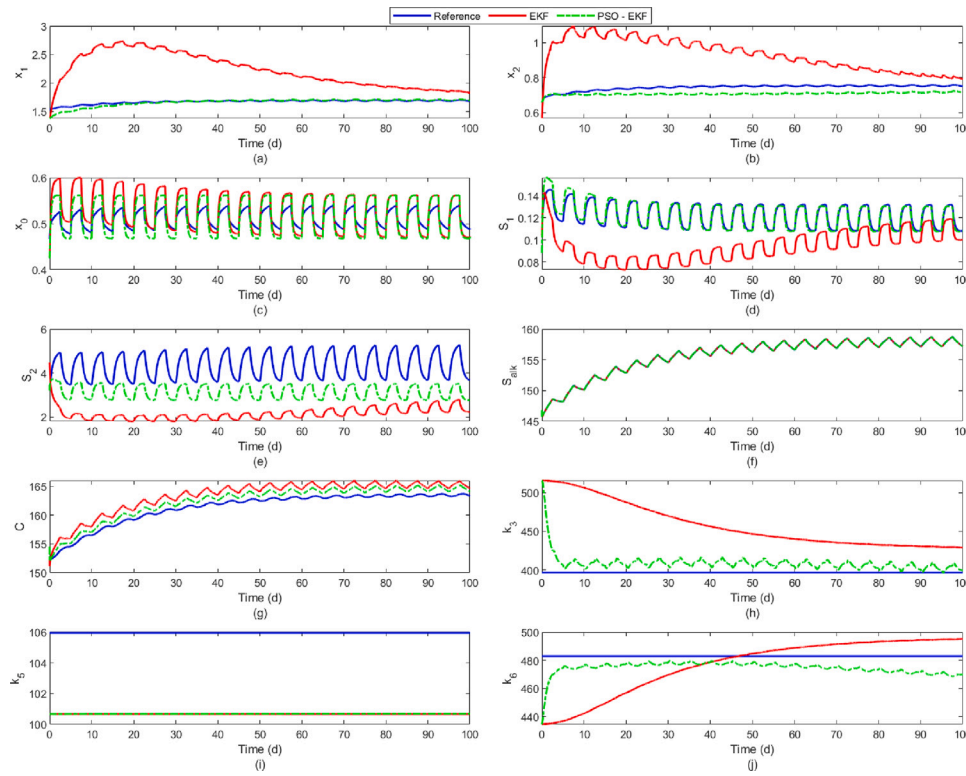 Reference EKF PSO - EKF
3
2.5
2
1.5
x1
0 10 20 30 40 50 60 70 80 90 100
Time (d)
(a)
1
0.8
0.6
x2
0 10 20 30 40 50 60 70 80 90 100
Time (d)
(b)
0.6
0.5
0.4
x0
0 10 20 30 40 50 60 70 80 90 100
Time (d)
(c)
0.14
0.12
0.1
0.08
S1
0 10 20 30 40 50 60 70 80 90 100
Time (d)
(d)
6
4
2
S2
0 10 20 30 40 50 60 70 80 90 100
Time (d)
(e)
155
150
145
Salk
0 10 20 30 40 50 60 70 80 90 100
Time (d)
(f)
165
160
155
150
C
0 10 20 30 40 50 60 70 80 90 100
Time (d)
(g)
500
450
400
k3
0 10 20 30 40 50 60 70 80 90 100
Time (d)
(h)
106
104
102
100
k5
0 10 20 30 40 50 60 70 80 90 100
Time (d)
(i)
500
480
460
440
k6
0 10 20 30 40 50 60 70 80 90 100
Time (d)
(j)